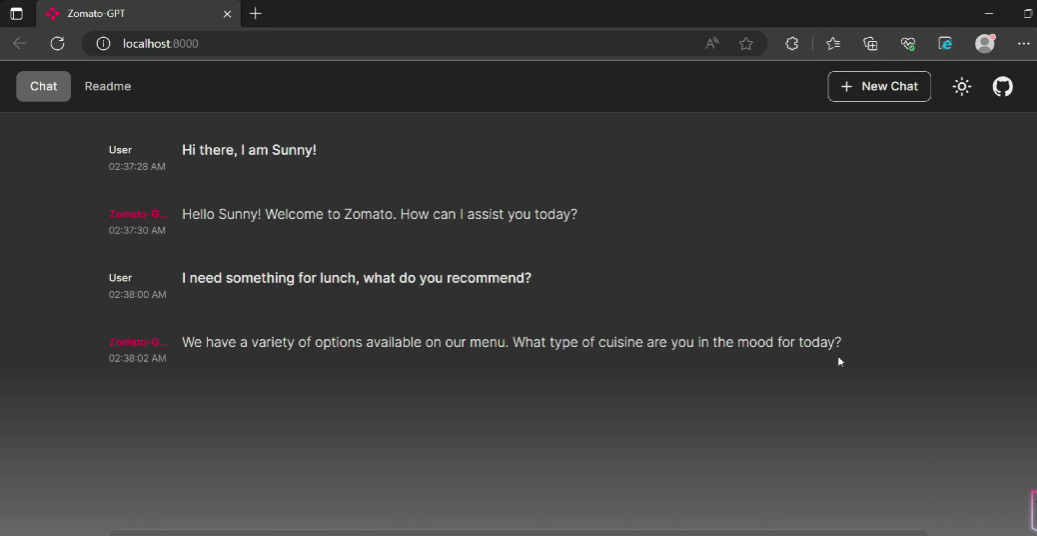 Zomato-GPT
localhost:8000
Chat
Readme
+ New Chat
User
Hi there, I am Sunny!
02:37:28 AM
Zomato-G...
Hello Sunny! Welcome to Zomato. How can I assist you today?
02:37:30 AM
User
I need something for lunch, what do you recommend?
02:38:00 AM
Zomato-G...
We have a variety of options available on our menu. What type of cuisine are you in the mood for today?
02:38:02 AM